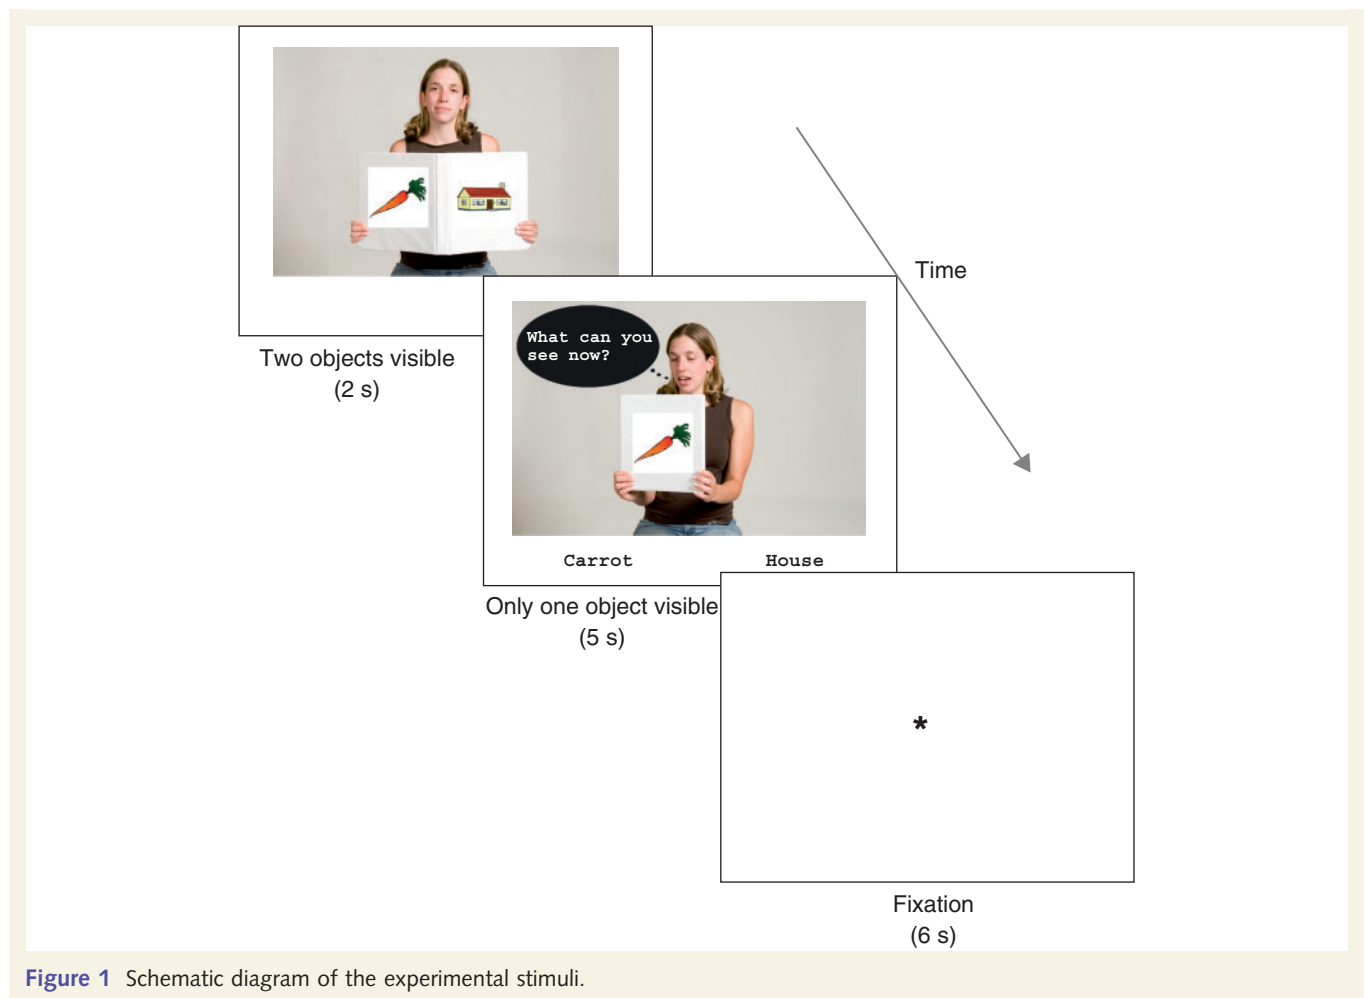 Two objects visible
(2 s)
Time
What can you
see now?
Carrot House
Only one object visible
(5 s)
*
Fixation
(6 s)
Figure 1 Schematic diagram of the experimental stimuli.